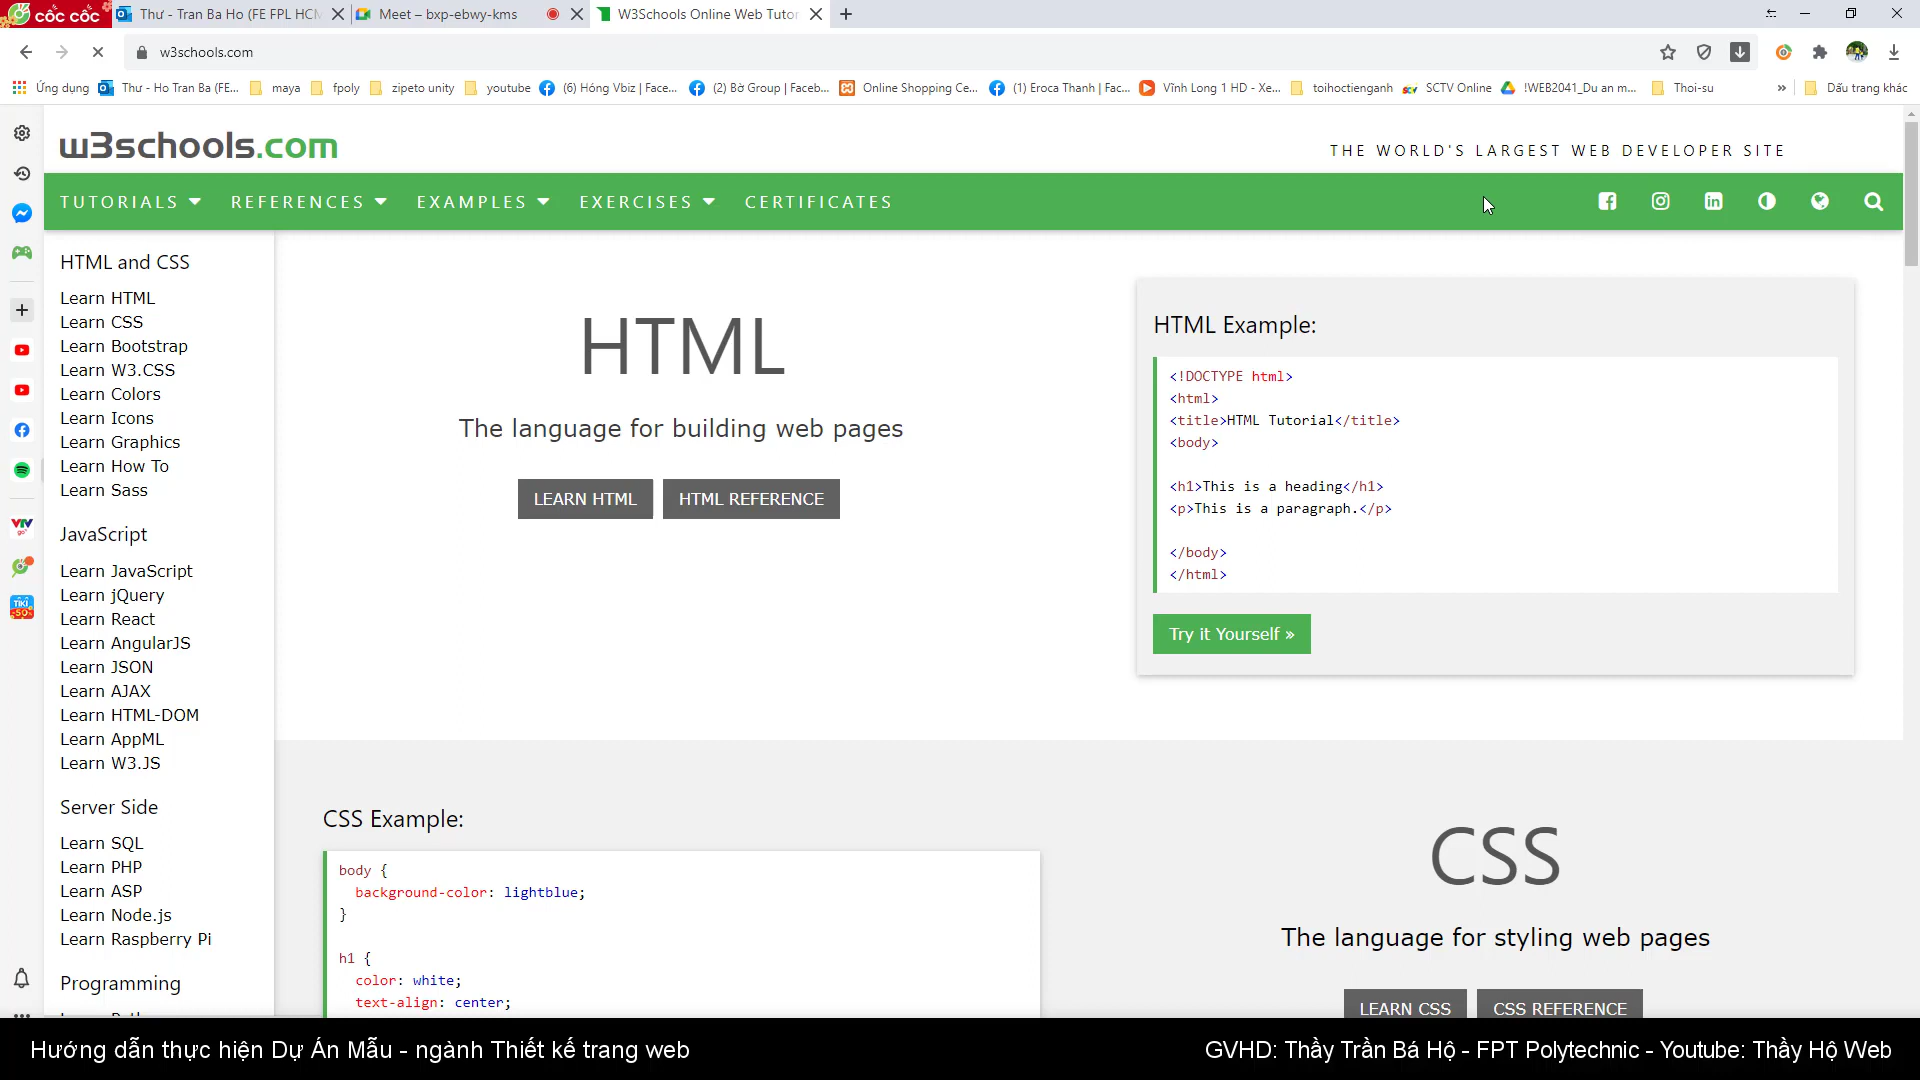 cốc cốc
Thư - Tran Ba Ho (FE FPL HCM
Meet – bxp-ebwy-kms
W3Schools Online Web Tutor
w3schools.com
Ứng dụng
Thư - Ho Tran Ba (FE...
maya
fpoly
zipeto unity
youtube
(6) Hóng Vbiz | Face...
(2) Bờ Group | Faceb...
Online Shopping Ce...
(1) Eroca Thanh | Fac...
Vĩnh Long 1 HD - Xe...
toihoctienganh
SCTV Online
!WEB2041_Du an m...
Thoi-su
»
Dấu trang khác
w3schools.com
THE WORLD'S LARGEST WEB DEVELOPER SITE
TUTORIALS
REFERENCES
EXAMPLES
EXERCISES
CERTIFICATES
HTML and CSS
Learn HTML
Learn CSS
Learn Bootstrap
Learn W3.CSS
Learn Colors
Learn Icons
Learn Graphics
Learn How To
Learn Sass
JavaScript
Learn JavaScript
Learn jQuery
Learn React
Learn AngularJS
Learn JSON
Learn AJAX
Learn HTML-DOM
Learn AppML
Learn W3.JS
Server Side
Learn SQL
Learn PHP
Learn ASP
Learn Node.js
Learn Raspberry Pi
Programming
HTML
The language for building web pages
LEARN HTML
HTML REFERENCE
HTML Example:
<!DOCTYPE html>
<html>
<title>HTML Tutorial</title>
<body>
<h1>This is a heading</h1>
<p>This is a paragraph.</p>
</body>
</html>
Try it Yourself »
CSS Example:
body {
background-color: lightblue;
}
h1 {
color: white;
text-align: center;
CSS
The language for styling web pages
LEARN CSS
CSS REFERENCE
Hướng dẫn thực hiện Dự Án Mẫu - ngành Thiết kế trang web
GVHD: Thầy Trần Bá Hộ - FPT Polytechnic - Youtube: Thầy Hộ Web